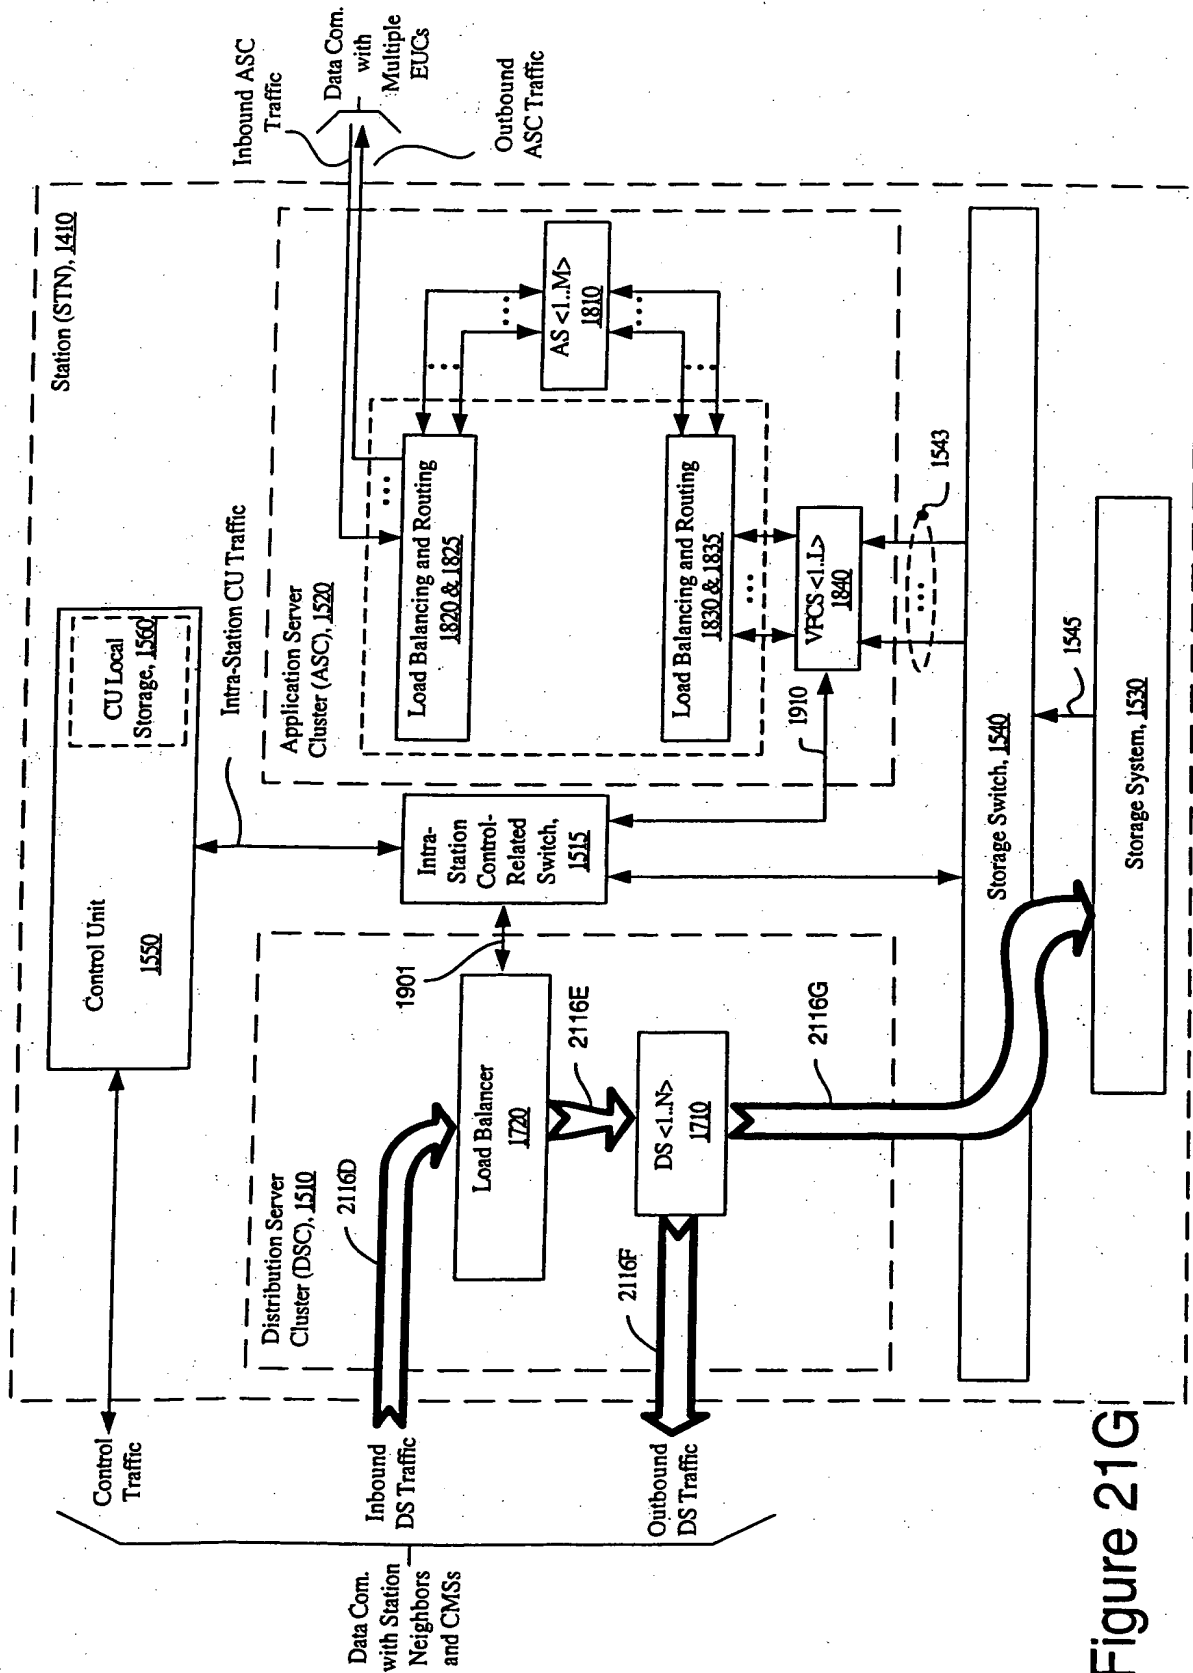 Station (STN), 1410
Control Unit
1550
CU Local
Storage, 1560
Control
Traffic
Intra-Station CU Traffic
Data Com.
with Station
Neighbors
and CMSs
Inbound
DS Traffic
Outbound
DS Traffic
Distribution Server
Cluster (DSC), 1510
2116D
Load Balancer
1720
1901
2116E
DS <1..N>
1710
2116F
2116G
Intra-
Station
Control-
Related
Switch,
1515
Application Server
Cluster (ASC), 1520
Load Balancing and Routing
1820 & 1825
...
...
...
AS <1..M>
1810
...
...
Load Balancing and Routing
1830 & 1835
...
VFCS <1..L>
1840
1910
...
1543
Inbound ASC
Traffic
Data Com.
with
Multiple
EUCs
Outbound
ASC Traffic
Storage Switch, 1540
1545
Storage System, 1530
Figure 21G